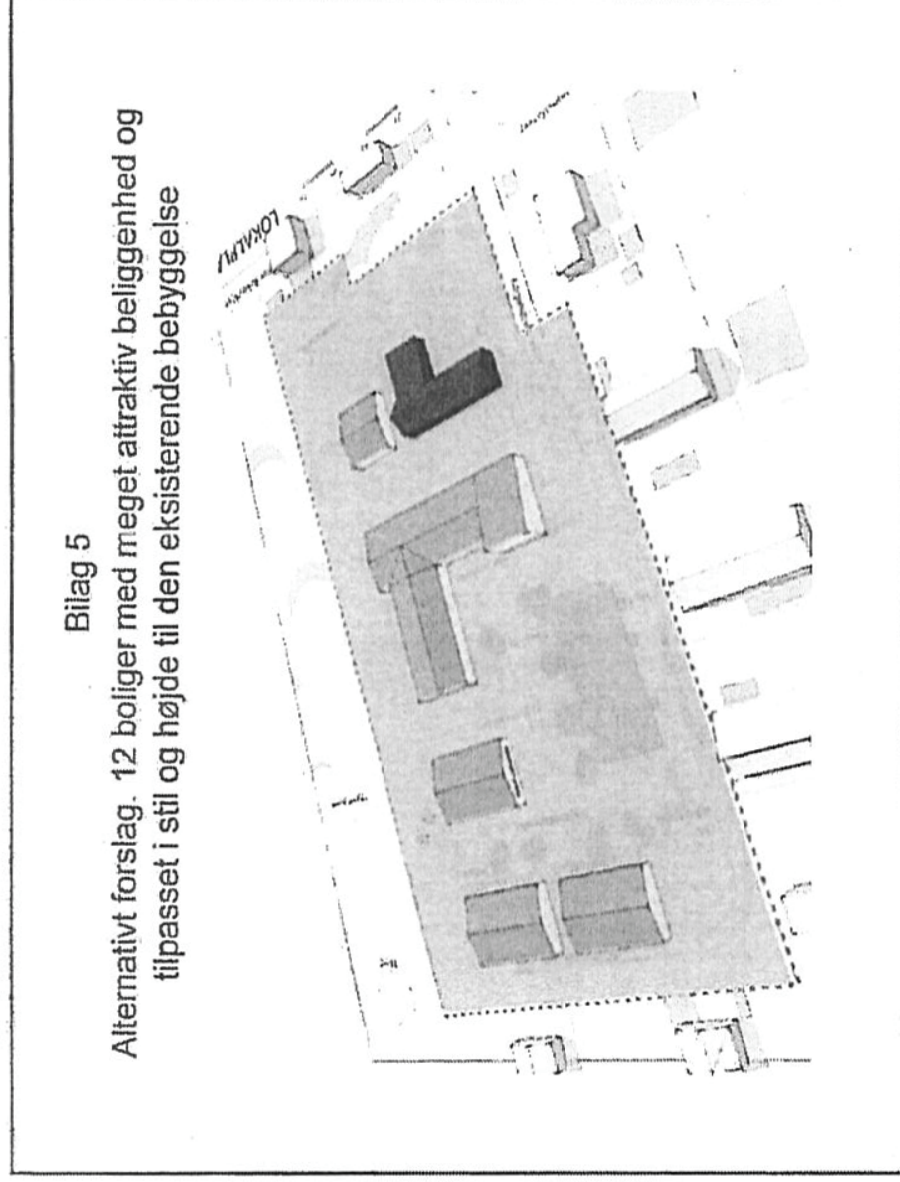 Bilag 5
Alternativt forslag. 12 boliger med meget attraktiv beliggenhed og
tilpasset i stil og højde til den eksisterende bebyggelse
LOKALPL